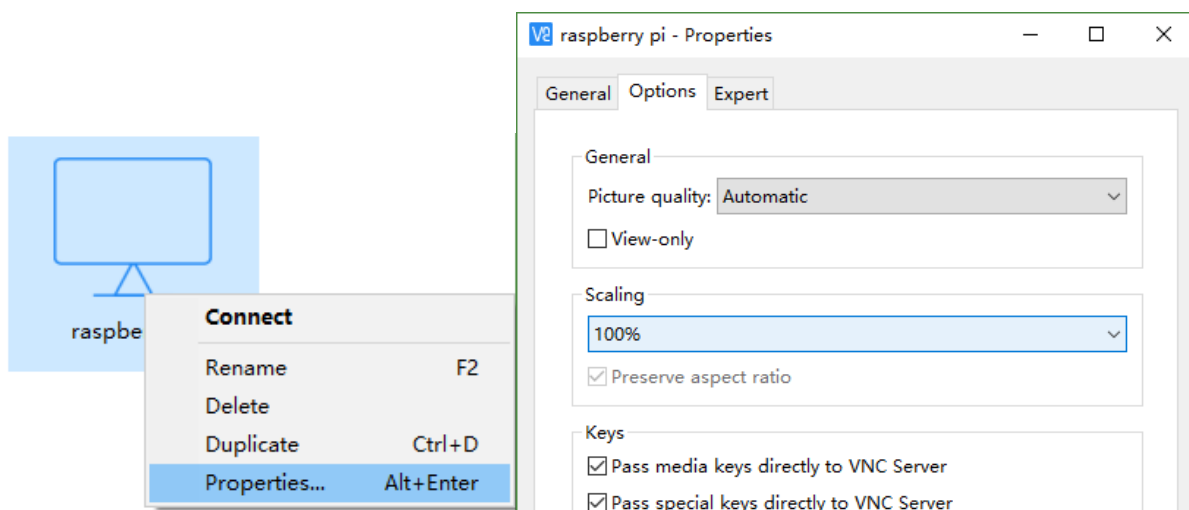 raspbe
Connect
Rename F2
Delete
Duplicate Ctrl+D
Properties... Alt+Enter
raspberry pi - Properties
General Options Expert
General
Picture quality: Automatic
View-only
Scaling
100%
Preserve aspect ratio
Keys
Pass media keys directly to VNC Server
Pass special keys directly to VNC Server